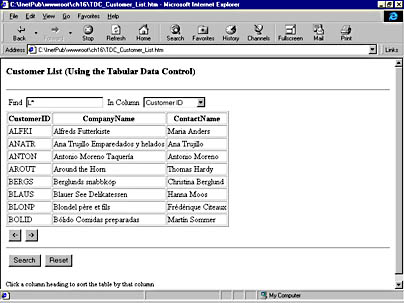 C:\InetPub\wwwroot\ch16\TDC_Customer_List.htm - Microsoft Internet Explorer
File Edit View Go Favorites Help
Back Forward Stop Refresh Home Search Favorites History Channels Fullscreen Mail Print
Address C:\InetPub\wwwroot\ch16\TDC_Customer_List.htm Links
Customer List (Using the Tabular Data Control)
Find L* In Column Customer ID
CustomerID CompanyName ContactName
ALFKI Alfreds Futterkiste Maria Anders
ANATR Ana Trujillo Emparedados y helados Ana Trujillo
ANTON Antonio Moreno Taquería Antonio Moreno
AROUT Around the Horn Thomas Hardy
BERGS Berglunds snabbköp Christina Berglund
BLAUS Blauer See Delikatessen Hanna Moos
BLONP Blondel père et fils Frédérique Citeaux
BOLID Bólido Comidas preparadas Martín Sommer
<- ->
Search Reset
Click a column heading to sort the table by that column
My Computer